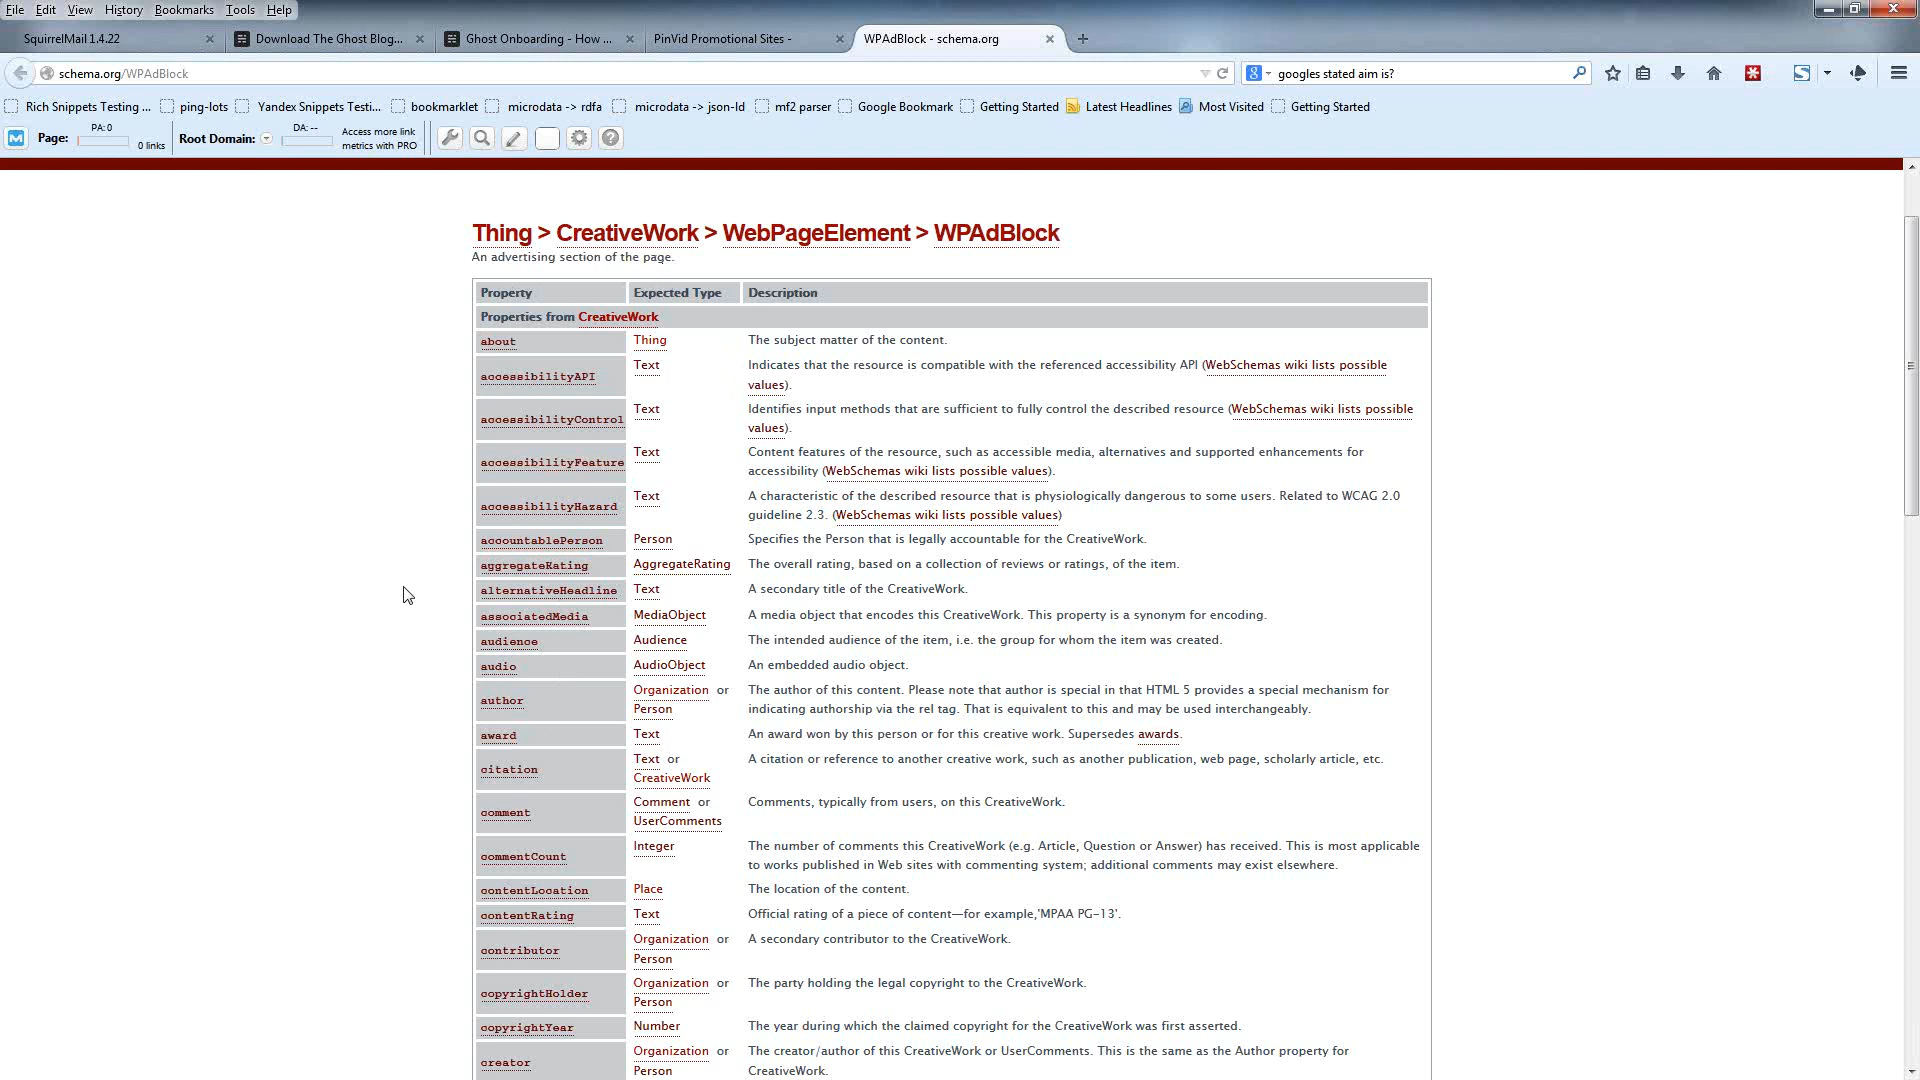 File Edit View History Bookmarks Tools Help
SquirrelMail 1.4.22
Download The Ghost Blog...
Ghost Onboarding - How ...
PinVid Promotional Sites -
WPAdBlock - schema.org
schema.org/WPAdBlock
googles stated aim is?
Rich Snippets Testing ... ping-lots Yandex Snippets Testi... bookmarklet microdata -> rdfa microdata -> json-ld mf2 parser Google Bookmark Getting Started Latest Headlines Most Visited Getting Started
Page: PA: 0 0 links Root Domain: DA: -- Access more link
metrics with PRO
Thing > CreativeWork > WebPageElement > WPAdBlock
An advertising section of the page.
Property Expected Type Description
Properties from CreativeWork
about Thing The subject matter of the content.
accessibilityAPI Text Indicates that the resource is compatible with the referenced accessibility API (WebSchemas wiki lists possible
values).
accessibilityControl Text Identifies input methods that are sufficient to fully control the described resource (WebSchemas wiki lists possible
values).
accessibilityFeature Text Content features of the resource, such as accessible media, alternatives and supported enhancements for
accessibility (WebSchemas wiki lists possible values).
accessibilityHazard Text A characteristic of the described resource that is physiologically dangerous to some users. Related to WCAG 2.0
guideline 2.3. (WebSchemas wiki lists possible values)
accountablePerson Person Specifies the Person that is legally accountable for the CreativeWork.
aggregateRating AggregateRating The overall rating, based on a collection of reviews or ratings, of the item.
alternativeHeadline Text A secondary title of the CreativeWork.
associatedMedia MediaObject A media object that encodes this CreativeWork. This property is a synonym for encoding.
audience Audience The intended audience of the item, i.e. the group for whom the item was created.
audio AudioObject An embedded audio object.
author Organization or The author of this content. Please note that author is special in that HTML 5 provides a special mechanism for
Person indicating authorship via the rel tag. That is equivalent to this and may be used interchangeably.
award Text An award won by this person or for this creative work. Supersedes awards.
citation Text or A citation or reference to another creative work, such as another publication, web page, scholarly article, etc.
CreativeWork
comment Comment or Comments, typically from users, on this CreativeWork.
UserComments
commentCount Integer The number of comments this CreativeWork (e.g. Article, Question or Answer) has received. This is most applicable
to works published in Web sites with commenting system; additional comments may exist elsewhere.
contentLocation Place The location of the content.
contentRating Text Official rating of a piece of content—for example,'MPAA PG-13'.
contributor Organization or A secondary contributor to the CreativeWork.
Person
copyrightHolder Organization or The party holding the legal copyright to the CreativeWork.
Person
copyrightYear Number The year during which the claimed copyright for the CreativeWork was first asserted.
creator Organization or The creator/author of this CreativeWork or UserComments. This is the same as the Author property for
Person CreativeWork.